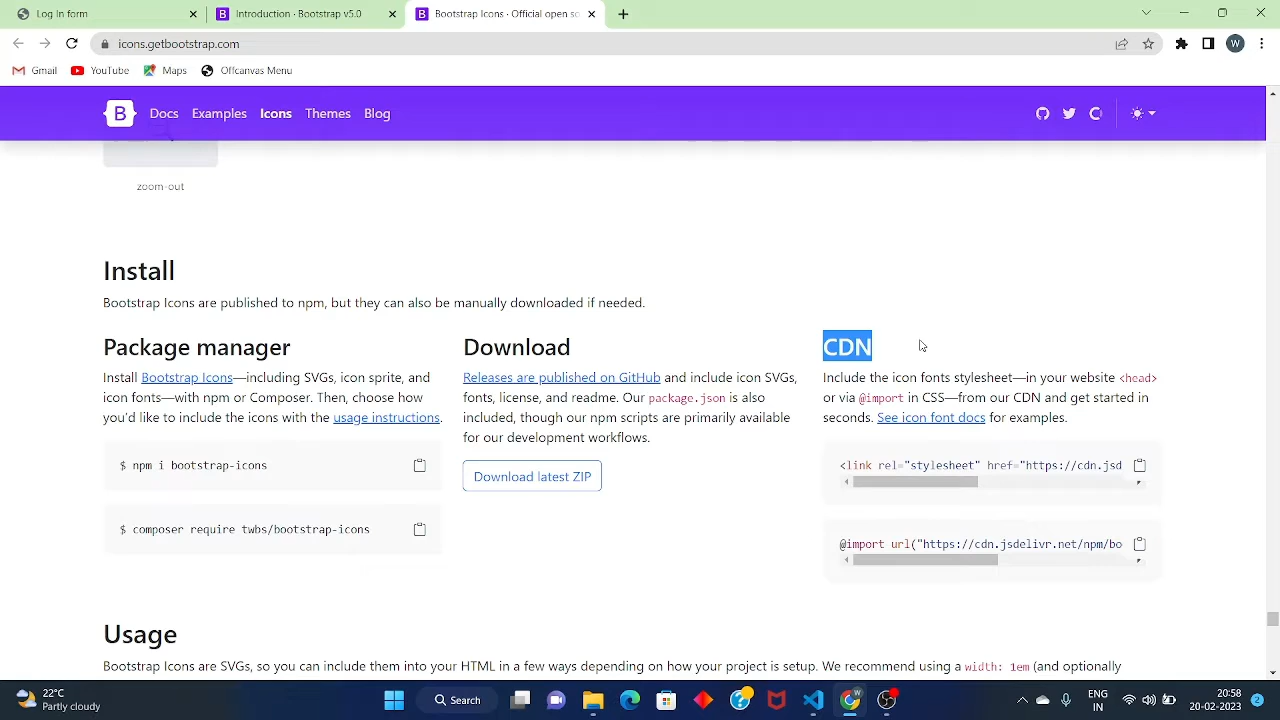 Log In form
Introduction · Bootstrap v5.0
Bootstrap Icons · Official open so
icons.getbootstrap.com
W
Gmail
YouTube
Maps
Offcanvas Menu
B
Docs
Examples
Icons
Themes
Blog
zoom-out
Install
Bootstrap Icons are published to npm, but they can also be manually downloaded if needed.
Package manager
Install Bootstrap Icons—including SVGs, icon sprite, and
icon fonts—with npm or Composer. Then, choose how
you'd like to include the icons with the usage instructions.
$ npm i bootstrap-icons
$ composer require twbs/bootstrap-icons
Download
Releases are published on GitHub and include icon SVGs,
fonts, license, and readme. Our package.json is also
included, though our npm scripts are primarily available
for our development workflows.
Download latest ZIP
CDN
Include the icon fonts stylesheet—in your website <head>
or via @import in CSS—from our CDN and get started in
seconds. See icon font docs for examples.
<link rel="stylesheet" href="https://cdn.jsd
@import url("https://cdn.jsdelivr.net/npm/bo
Usage
Bootstrap Icons are SVGs, so you can include them into your HTML in a few ways depending on how your project is setup. We recommend using a width: 1em (and optionally
22°C
Partly cloudy
Search
ENG
IN
20:58
20-02-2023
2